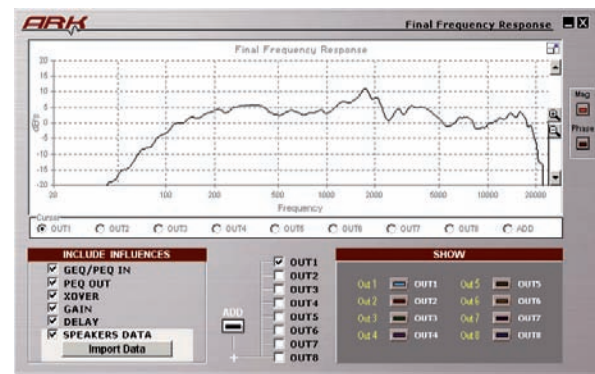 ARK
Final Frequency Response
Final Frequency Response
20
15
10
5
0
-5
-10
-15
-20
dBFs
20 100 200 500 1000 2000 5000 10000 20000
Frequency
Mag
Phase
Cursor
OUT1 OUT2 OUT3 OUT4 OUT5 OUT6 OUT7 OUT8 ADD
INCLUDE INFLUENCES
GEQ/PEQ IN
PEQ OUT
XOVER
GAIN
DELAY
SPEAKERS DATA
Import Data
ADD
OUT1
OUT2
OUT3
OUT4
OUT5
OUT6
OUT7
OUT8
SHOW
Out 1 OUT1 Out 5 OUT5
Out 2 OUT2 Out 6 OUT6
Out 3 OUT3 Out 7 OUT7
Out 4 OUT4 Out 8 OUT8